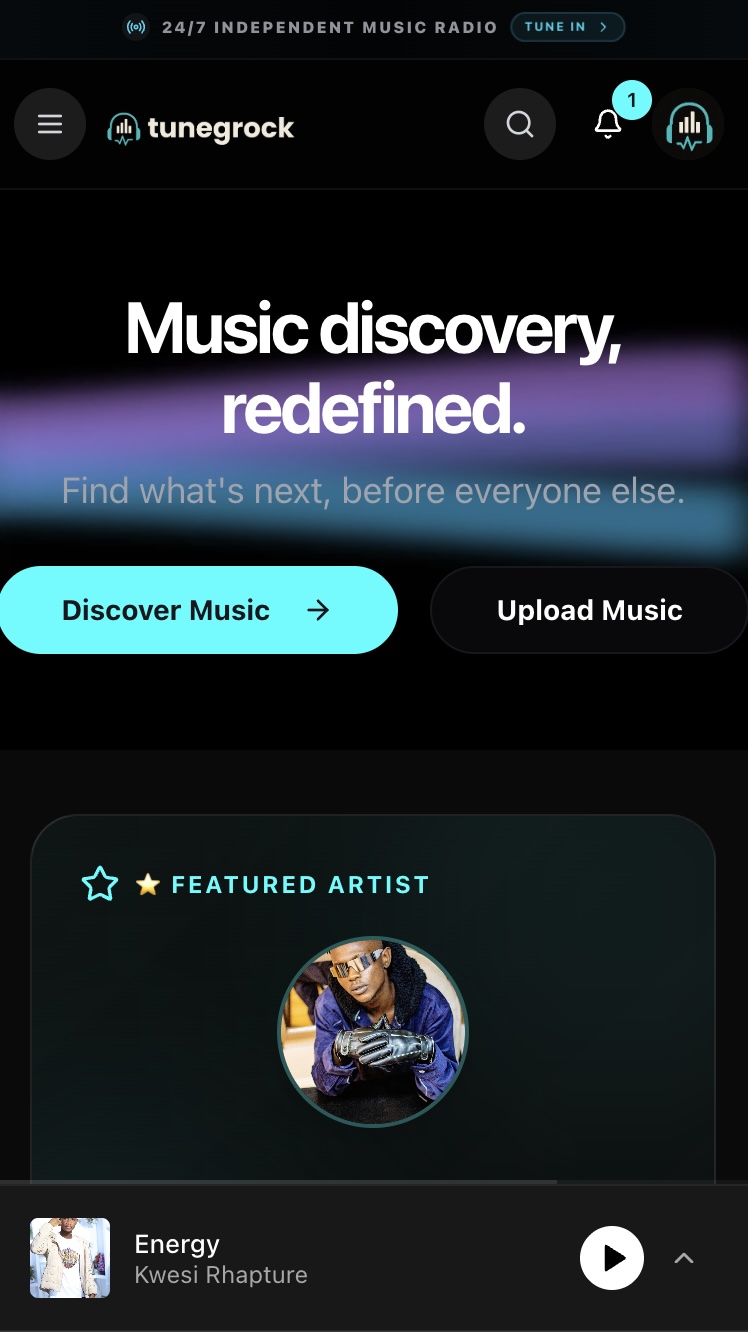 24/7 INDEPENDENT MUSIC RADIO TUNE IN
tunegrock
1
Music discovery,
redefined.
Find what's next, before everyone else.
Discover Music
Upload Music
⭐ FEATURED ARTIST
Energy
Kwesi Rhapture